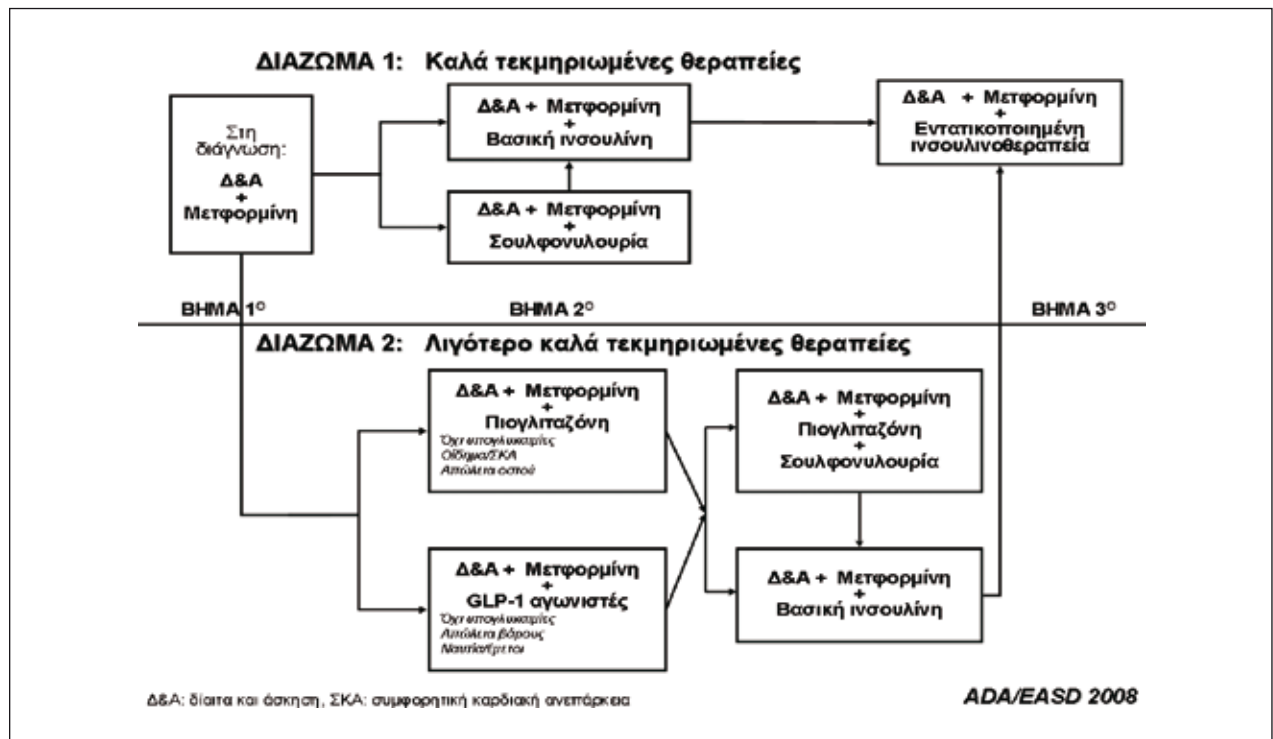 ΔΙΑΖΩΜΑ 1: Καλά τεκμηριωμένες θεραπείες
Στη
διάγνωση:
Δ&Α
+
Μετφορμίνη
Δ&Α + Μετφορμίνη
+
Βασική ινσουλίνη
Δ&Α + Μετφορμίνη
+
Σουλφονυλουρία
Δ&Α + Μετφορμίνη
+
Εντατικοποιημένη
ινσουλινοθεραπεία
ΒΗΜΑ 1Ο
ΒΗΜΑ 2Ο
ΒΗΜΑ 3Ο
ΔΙΑΖΩΜΑ 2: Λιγότερο καλά τεκμηριωμένες θεραπείες
Δ&Α + Μετφορμίνη
+
Πιογλιταζόνη
Όχι υπογλυκαιμίες
Οίδημα/ΣΚΑ
Απώλεια οστού
Δ&Α + Μετφορμίνη
+
GLP-1 αγωνιστές
Όχι υπογλυκαιμίες
Απώλεια βάρους
Ναυτία/έμετοι
Δ&Α + Μετφορμίνη
+
Πιογλιταζόνη
+
Σουλφονυλουρία
Δ&Α + Μετφορμίνη
+
Βασική ινσουλίνη
Δ&Α: δίαιτα και άσκηση, ΣΚΑ: συμφορητική καρδιακή ανεπάρκεια
ADA/EASD 2008